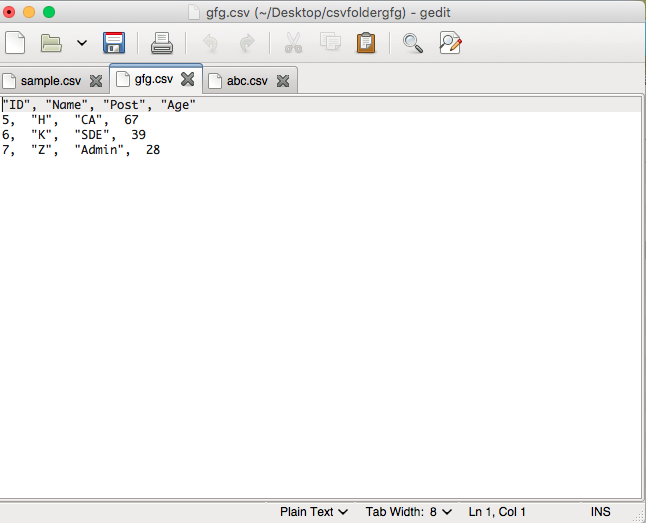 gfg.csv (~/Desktop/csvfoldergfg) - gedit
sample.csv gfg.csv abc.csv
"ID", "Name", "Post", "Age"
5,  "H",  "CA",  67
6,  "K",  "SDE",  39
7,  "Z",  "Admin",  28
Plain Text Tab Width: 8 Ln 1, Col 1 INS